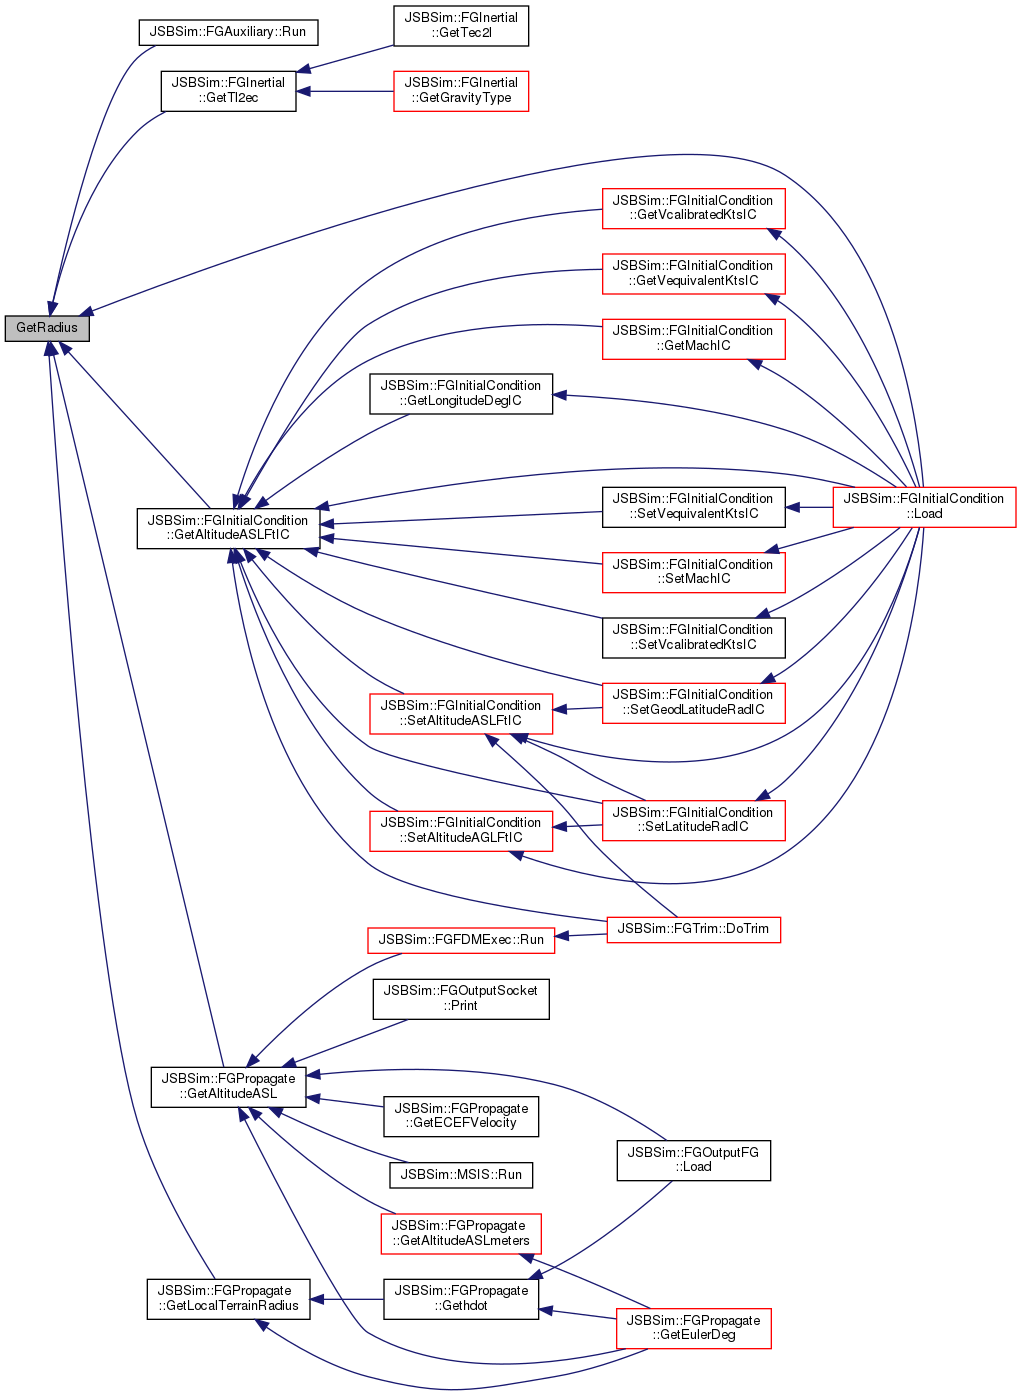 JSBSim::FGInertial
::GetTec2l
JSBSim::FGAuxiliary::Run
JSBSim::FGInertial
::GetTl2ec
JSBSim::FGInertial
::GetGravityType
JSBSim::FGInitialCondition
::GetVcalibratedKtsIC
JSBSim::FGInitialCondition
::GetVequivalentKtsIC
GetRadius
JSBSim::FGInitialCondition
::GetMachIC
JSBSim::FGInitialCondition
::GetLongitudeDegIC
JSBSim::FGInitialCondition
::SetVequivalentKtsIC
JSBSim::FGInitialCondition
::Load
JSBSim::FGInitialCondition
::GetAltitudeASLFtIC
JSBSim::FGInitialCondition
::SetMachIC
JSBSim::FGInitialCondition
::SetVcalibratedKtsIC
JSBSim::FGInitialCondition
::SetGeodLatitudeRadIC
JSBSim::FGInitialCondition
::SetAltitudeASLFtIC
JSBSim::FGInitialCondition
::SetLatitudeRadIC
JSBSim::FGInitialCondition
::SetAltitudeAGLFtIC
JSBSim::FGTrim::DoTrim
JSBSim::FGFDMExec::Run
JSBSim::FGOutputSocket
::Print
JSBSim::FGPropagate
::GetAltitudeASL
JSBSim::FGPropagate
::GetECEFVelocity
JSBSim::FGOutputFG
::Load
JSBSim::MSIS::Run
JSBSim::FGPropagate
::GetAltitudeASLmeters
JSBSim::FGPropagate
::GetLocalTerrainRadius
JSBSim::FGPropagate
::Gethdot
JSBSim::FGPropagate
::GetEulerDeg